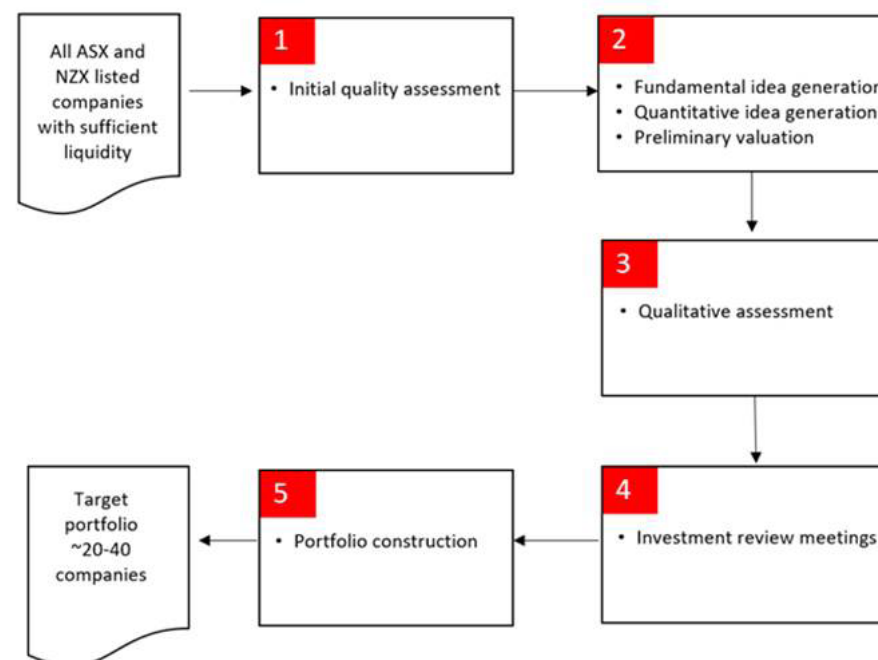 All ASX and
NZX listed
companies
with sufficient
liquidity
1
• Initial quality assessment
2
• Fundamental idea generation
• Quantitative idea generation
• Preliminary valuation
3
• Qualitative assessment
4
• Investment review meetings
5
• Portfolio construction
Target
portfolio
~20-40
companies